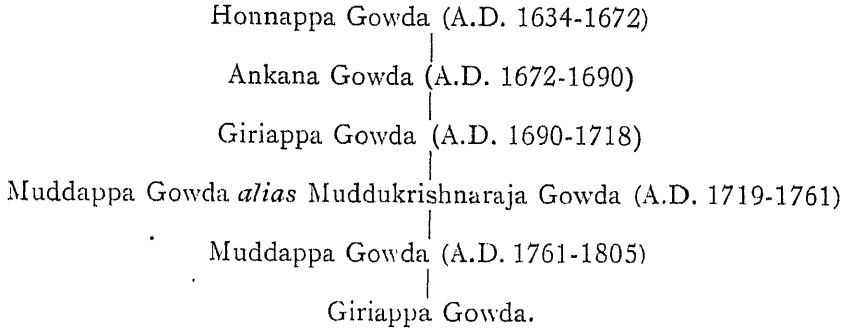 Honnappa Gowda (A.D. 1634-1672)
Ankana Gowda (A.D. 1672-1690)
Giriappa Gowda (A.D. 1690-1718)
Muddappa Gowda alias Muddukrishnaraja Gowda (A.D. 1719-1761)
Muddappa Gowda (A.D. 1761-1805)
Giriappa Gowda.